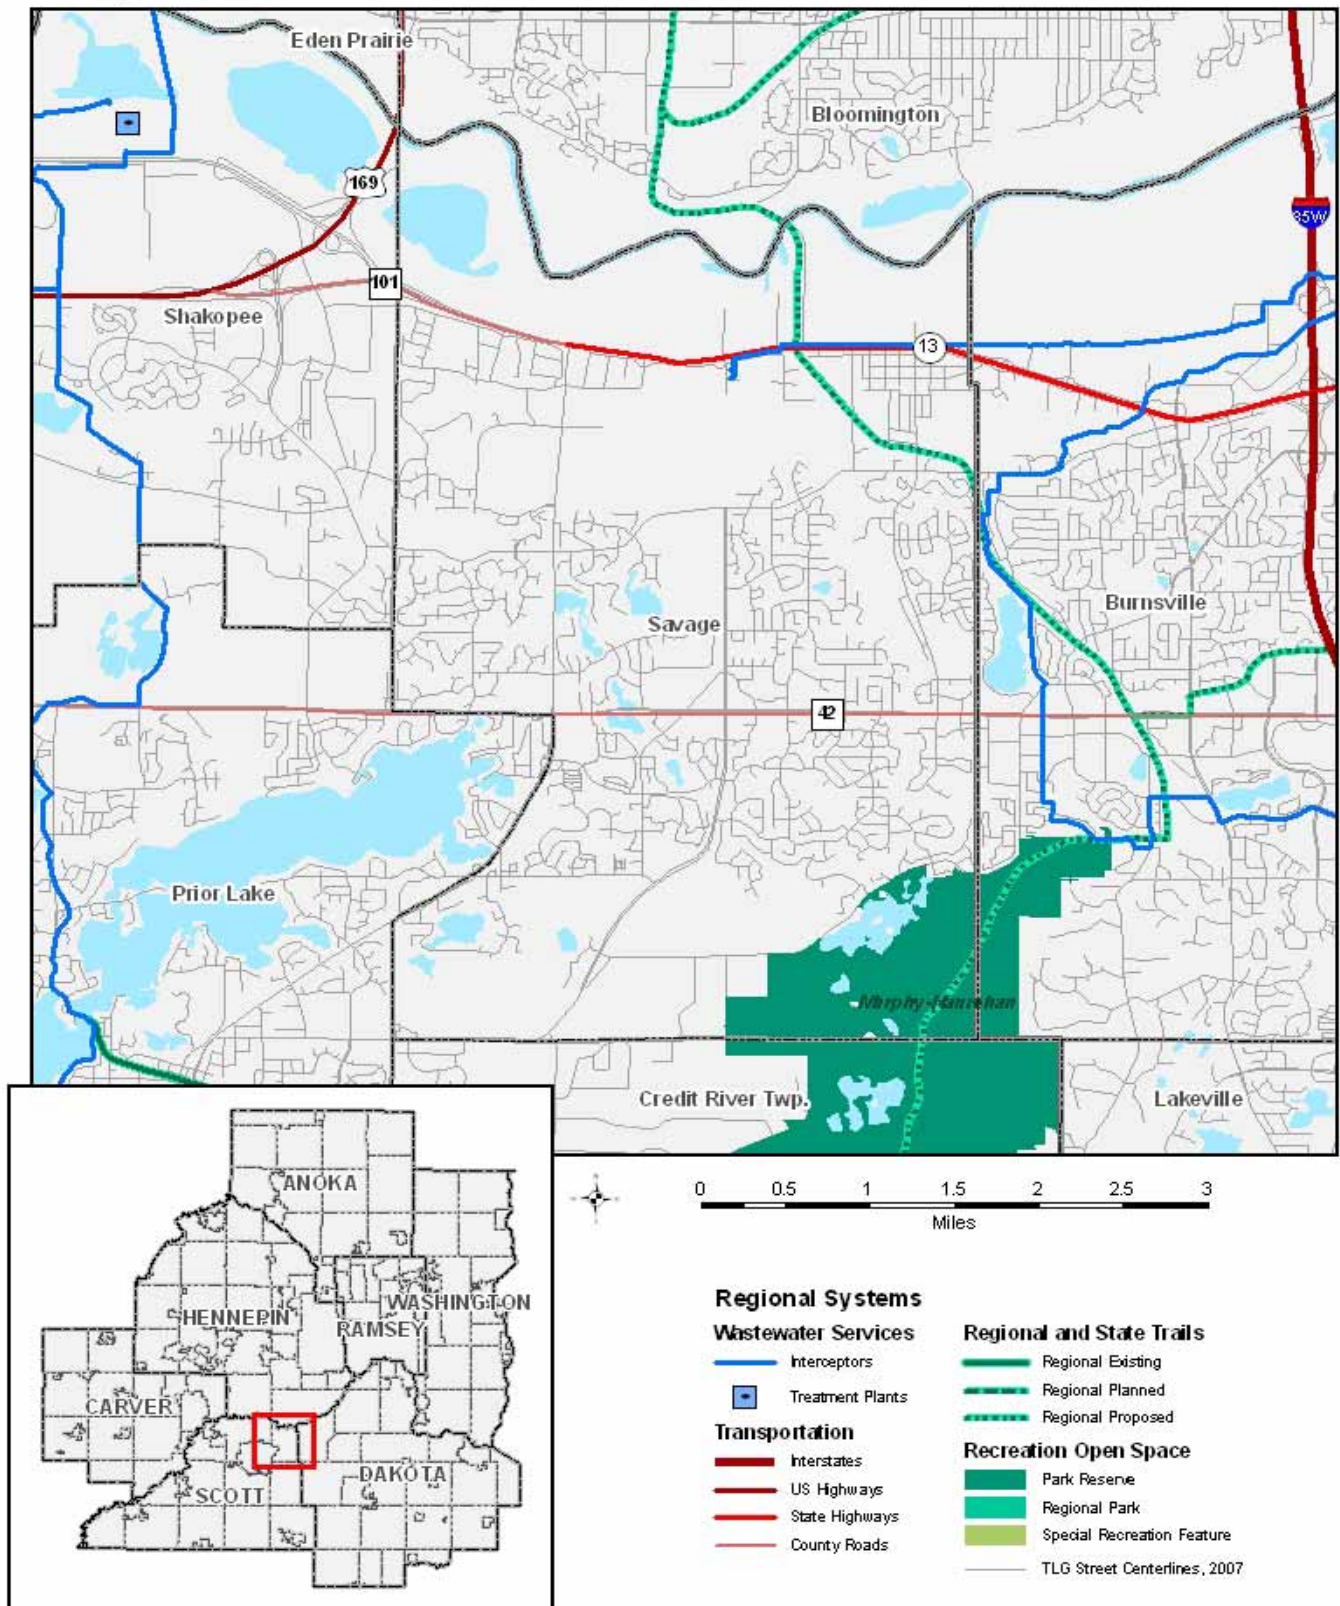 Eden Prairie
Bloomington
169
35W
101
Shakopee
13
Burnsville
Savage
42
Prior Lake
Murphy-Hanrehan
Credit River Twp.
Lakeville
ANOKA
HENNEPIN
WASHINGTON
RAMSEY
CARVER
DAKOTA
SCOTT
0 0.5 1 1.5 2 2.5 3
Miles
Regional Systems
Wastewater Services
Interceptors
Treatment Plants
Transportation
Interstates
US Highways
State Highways
County Roads
Regional and State Trails
Regional Existing
Regional Planned
Regional Proposed
Recreation Open Space
Park Reserve
Regional Park
Special Recreation Feature
TLG Street Centerlines, 2007